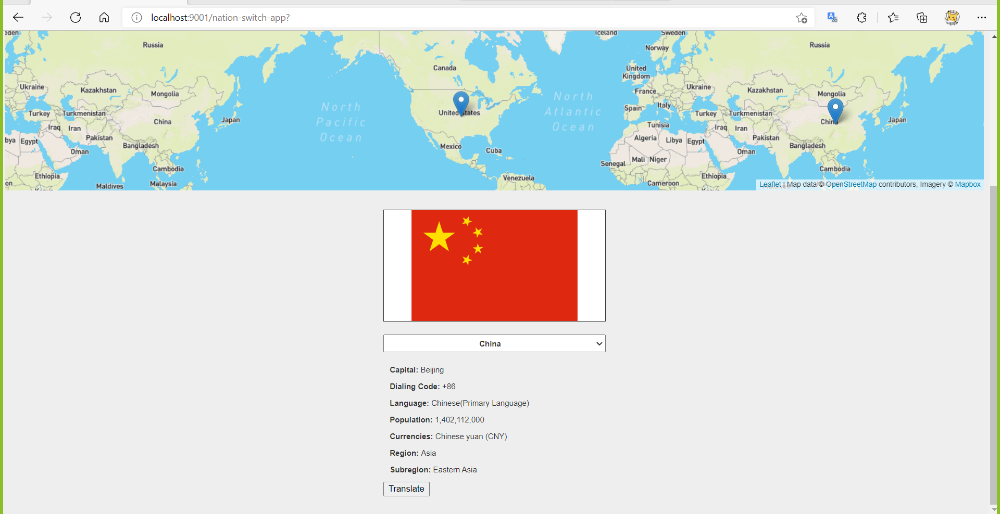 localhost:9001/nation-switch-app?
eden
Iceland
Sweden
Russia
Norway
Russia
Canada
United
Kingdom
Ukraine
Kazakhstan
Mongolia
France
Ukraine
Kazakhstan
Mongolia
North
Pacific
Ocean
North
Atlantic
Ocean
Turkey
Turkmenistan
China
Japan
United States
Spain
Italy
Turkey
Turkmenistan
China
Japan
Iraq
Iran
Pakistan
Tunisia
Iraq
Iran
Pakistan
bya
Egypt
Oman
Bangladesh
Mexico
Cuba
Algeria
Libya
Egypt
Oman
Bangladesh
Mali
Niger
Senegal
Cambodia
Cambodia
on
Ethiopia
Maldives
Malaysia
Venezuela
Cameroon
Ethiopia
Leaflet | Map data © OpenStreetMap contributors, Imagery © Mapbox
China
Capital: Beijing
Dialing Code: +86
Language: Chinese(Primary Language)
Population: 1,402,112,000
Currencies: Chinese yuan (CNY)
Region: Asia
Subregion: Eastern Asia
Translate